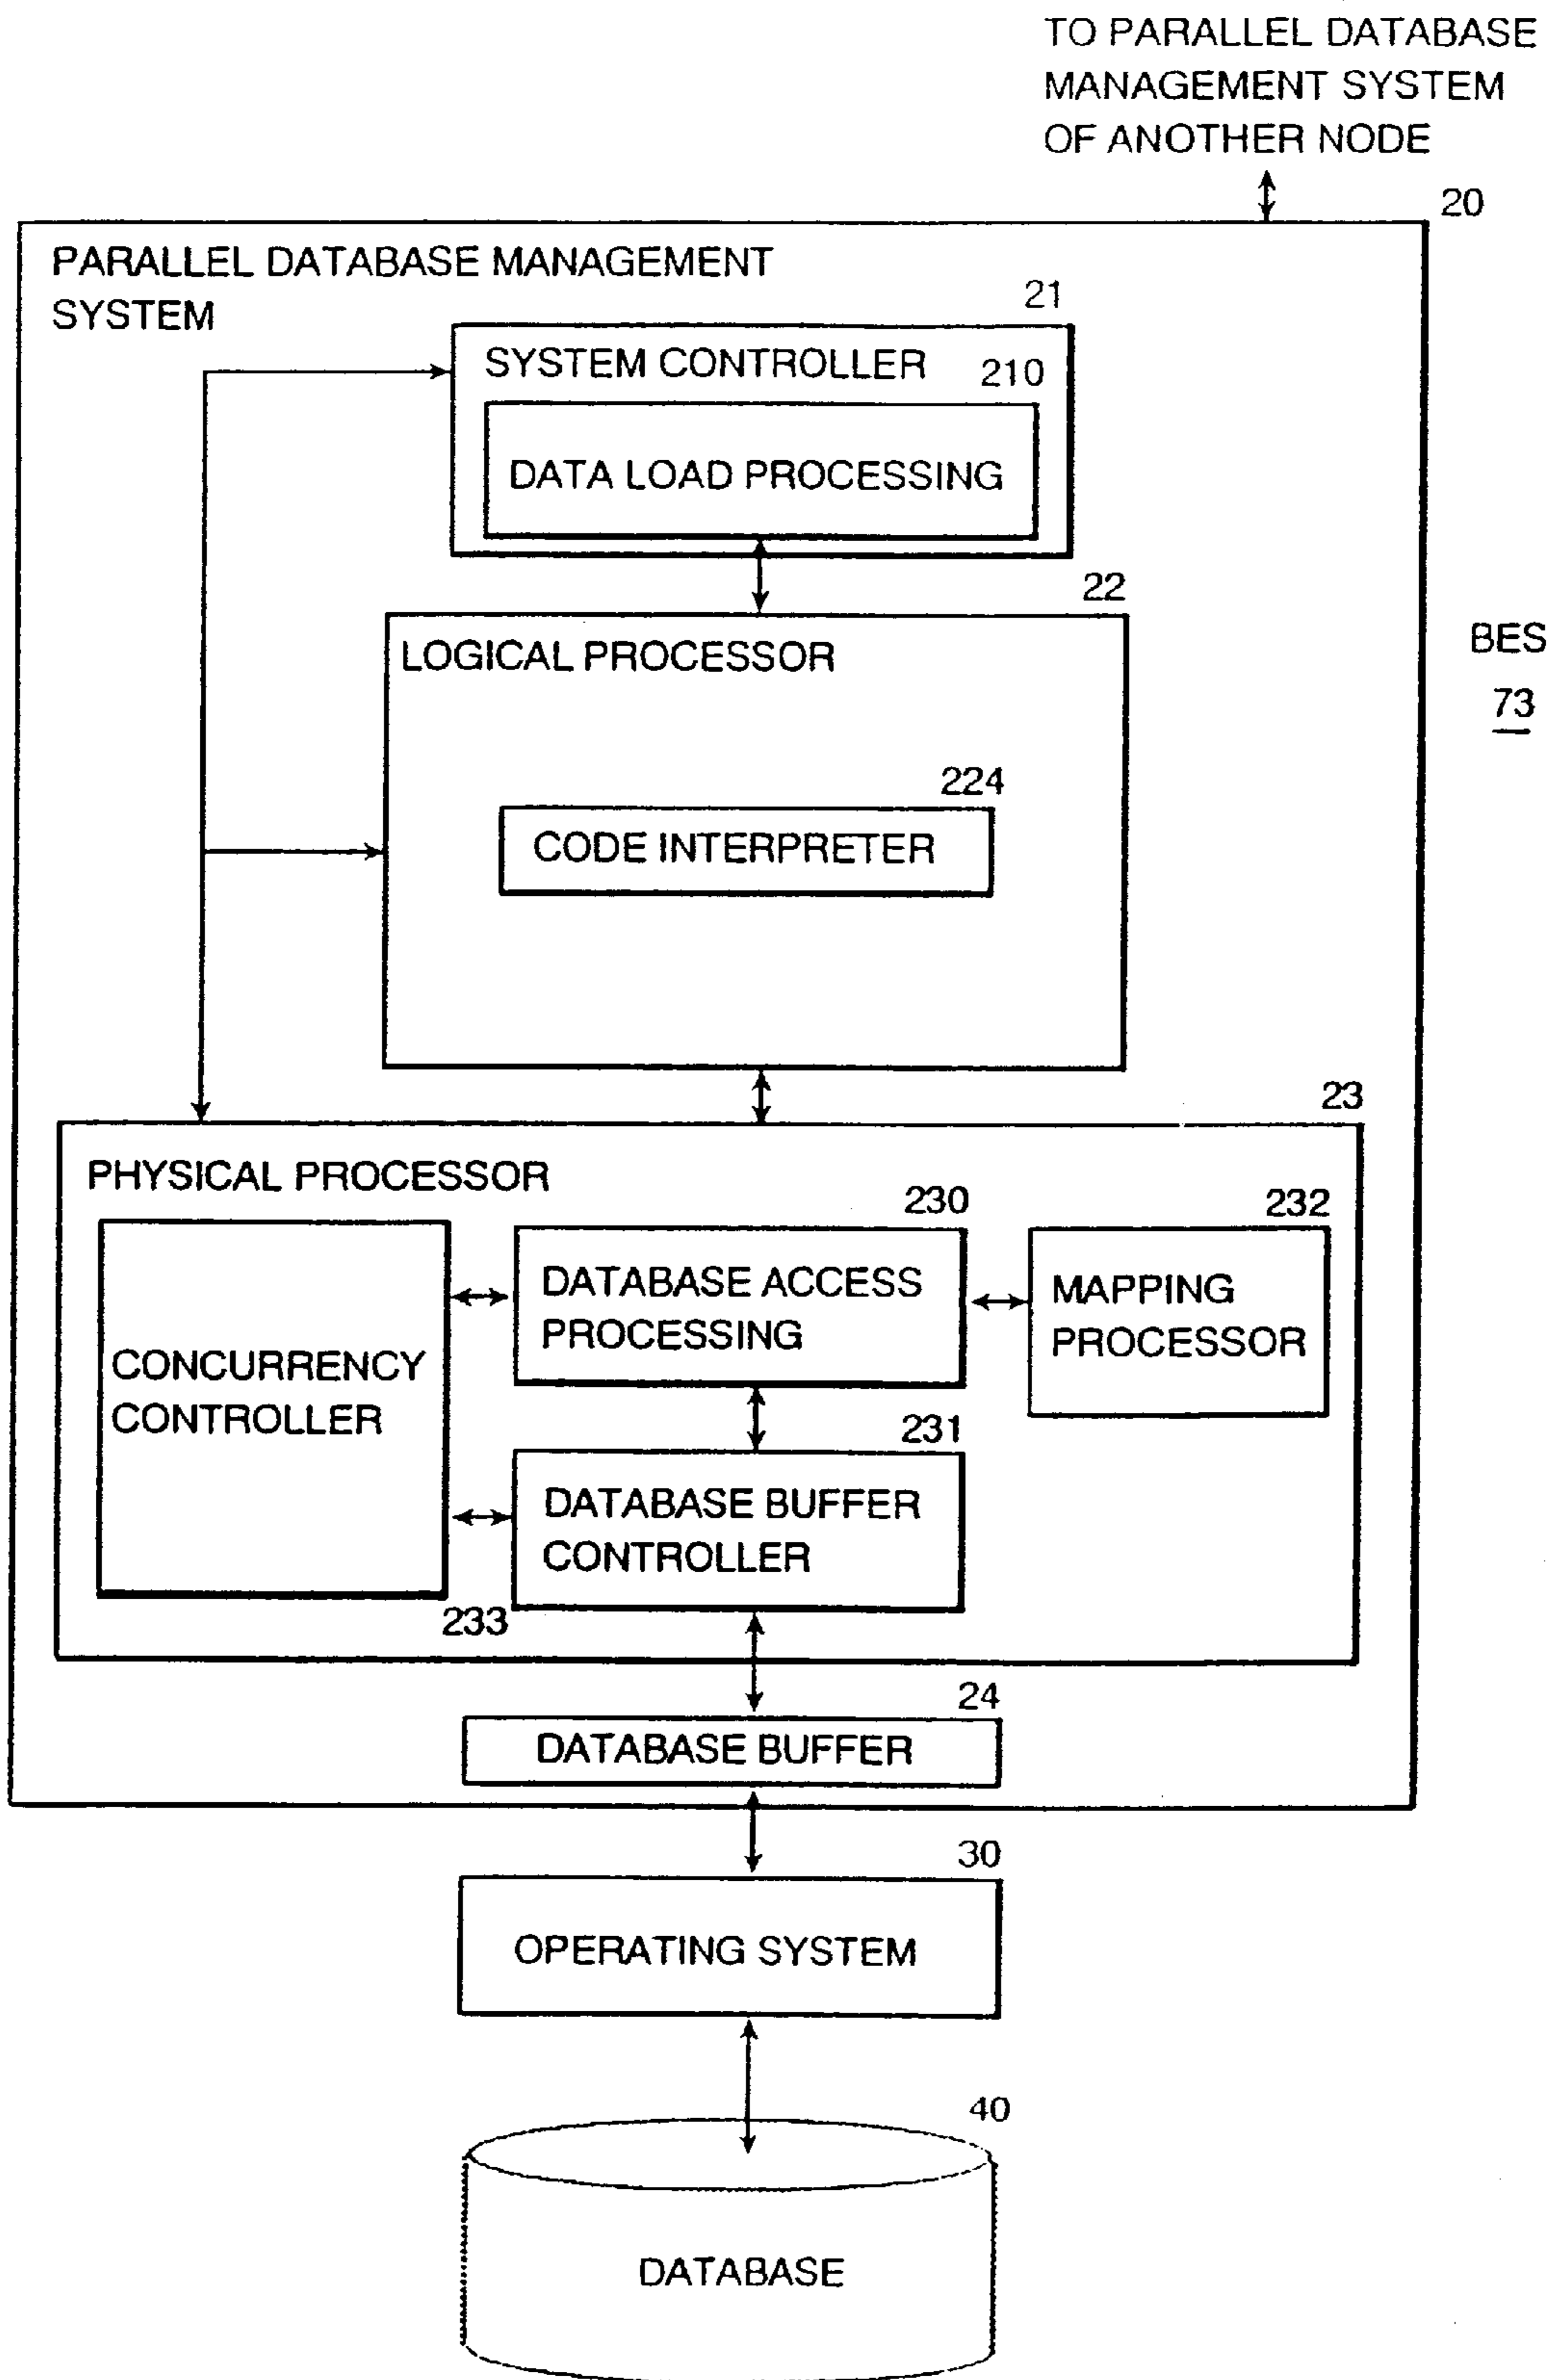 TO PARALLEL DATABASE
MANAGEMENT SYSTEM
OF ANOTHER NODE
20
PARALLEL DATABASE MANAGEMENT
SYSTEM
21
SYSTEM CONTROLLER
210
DATA LOAD PROCESSING
22
LOGICAL PROCESSOR
BES
73
224
CODE INTERPRETER
23
PHYSICAL PROCESSOR
230
232
DATABASE ACCESS
PROCESSING
MAPPING
PROCESSOR
CONCURRENCY
CONTROLLER
231
DATABASE BUFFER
CONTROLLER
233
24
DATABASE BUFFER
30
OPERATING SYSTEM
40
DATABASE